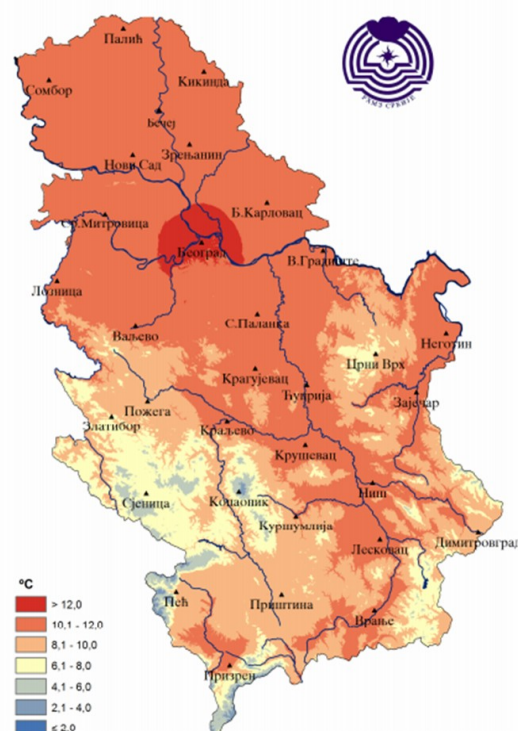 РХМЗ СРБИЈЕ
Палић
Кикинда
Сомбор
Бечеј
Зрењанин
Нови Сад
Б.Карловац
Ср.Митровица
Београд
В.Градиште
Лозница
С.Паланка
Ваљево
Неготин
Црни Врх
Крагујевац
Ћуприја
Зајечар
Пожега
Златибор
Краљево
Крушевац
Ниш
Сјеница
Копаоник
Куршумлија
Димитровград
Лесковац
Пећ
Приштина
Врање
Призрен
ºC
> 12,0
10,1 - 12,0
8,1 - 10,0
6,1 - 8,0
4,1 - 6,0
2,1 - 4,0
≤ 2,0